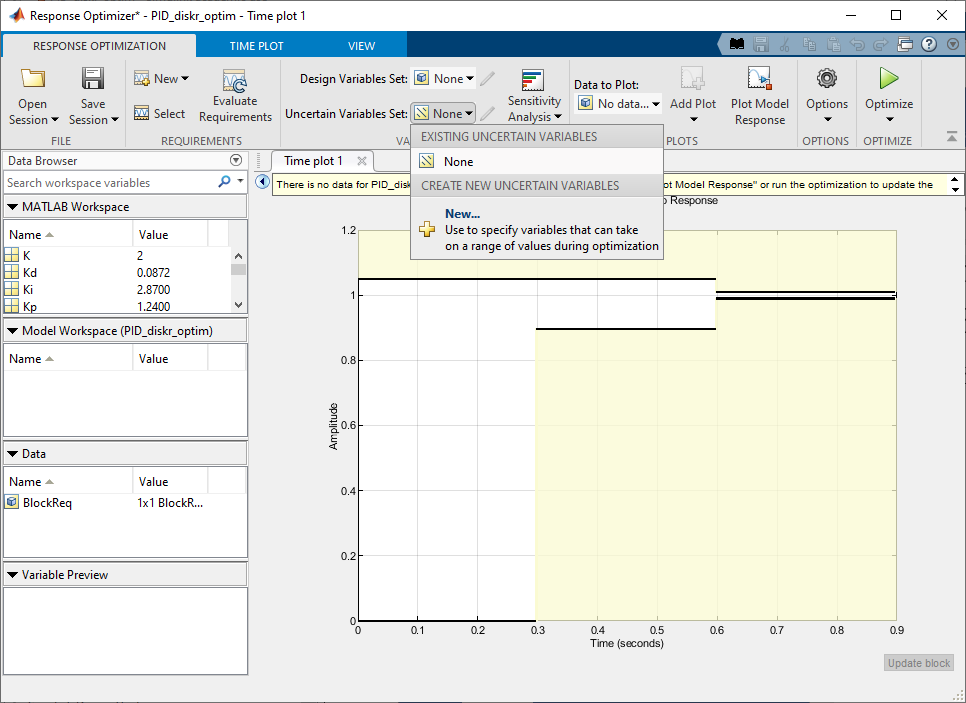 Response Optimizer* - PID_diskr_optim - Time plot 1
RESPONSE OPTIMIZATION
TIME PLOT
VIEW
Open Session
Save Session
FILE
New
Select
Evaluate Requirements
REQUIREMENTS
Design Variables Set: None
Uncertain Variables Set: None
Sensitivity Analysis
VA
Data to Plot:
No data...
Add Plot
Plot Model Response
PLOTS
Options
OPTIONS
Optimize
OPTIMIZE
EXISTING UNCERTAIN VARIABLES
None
CREATE NEW UNCERTAIN VARIABLES
New...
Use to specify variables that can take
on a range of values during optimization
Data Browser
Search workspace variables
MATLAB Workspace
Name Value
K 2
Kd 0.0872
Ki 2.8700
Kp 1.2400
Model Workspace (PID_diskr_optim)
Name Value
Data
Name Value
BlockReq 1x1 BlockR...
Variable Preview
Time plot 1
There is no data for PID_disk ot Model Response" or run the optimization to update the
p Response
Amplitude
1.2
1
0.8
0.6
0.4
0.2
0
0 0.1 0.2 0.3 0.4 0.5 0.6 0.7 0.8 0.9
Time (seconds)
Update block